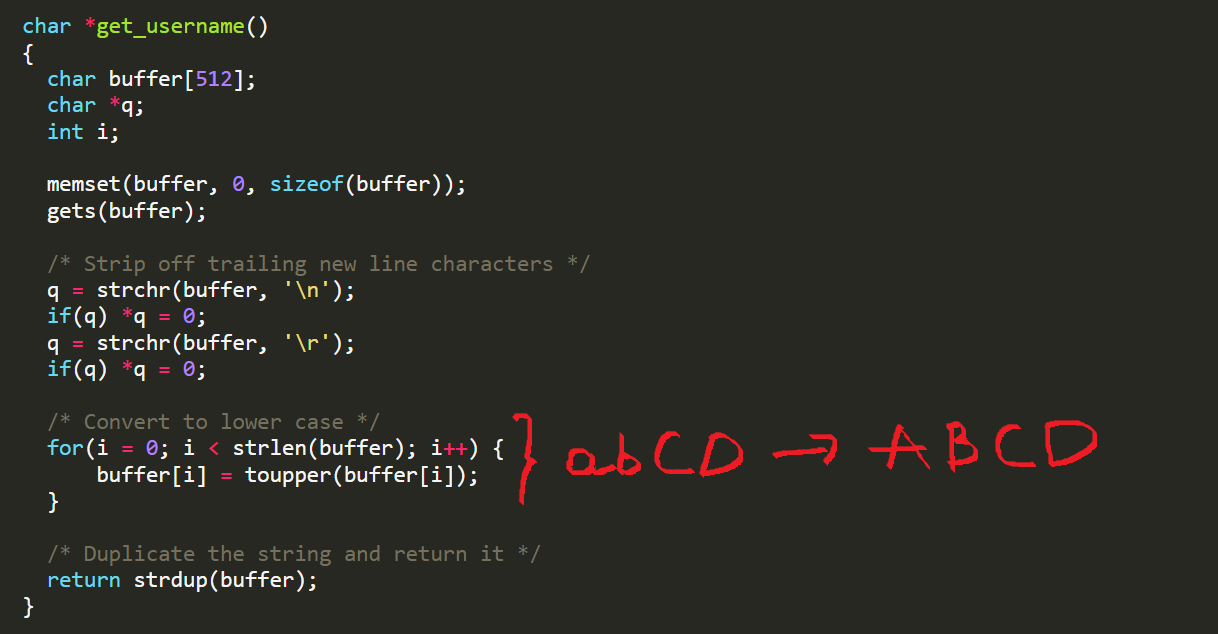 char *get_username()
{
  char buffer[512];
  char *q;
  int i;

  memset(buffer, 0, sizeof(buffer));
  gets(buffer);

  /* Strip off trailing new line characters */
  q = strchr(buffer, '\n');
  if(q) *q = 0;
  q = strchr(buffer, '\r');
  if(q) *q = 0;

  /* Convert to lower case */
  for(i = 0; i < strlen(buffer); i++) {
      buffer[i] = toupper(buffer[i]);
  }
} abCD → ABCD

  /* Duplicate the string and return it */
  return strdup(buffer);
}